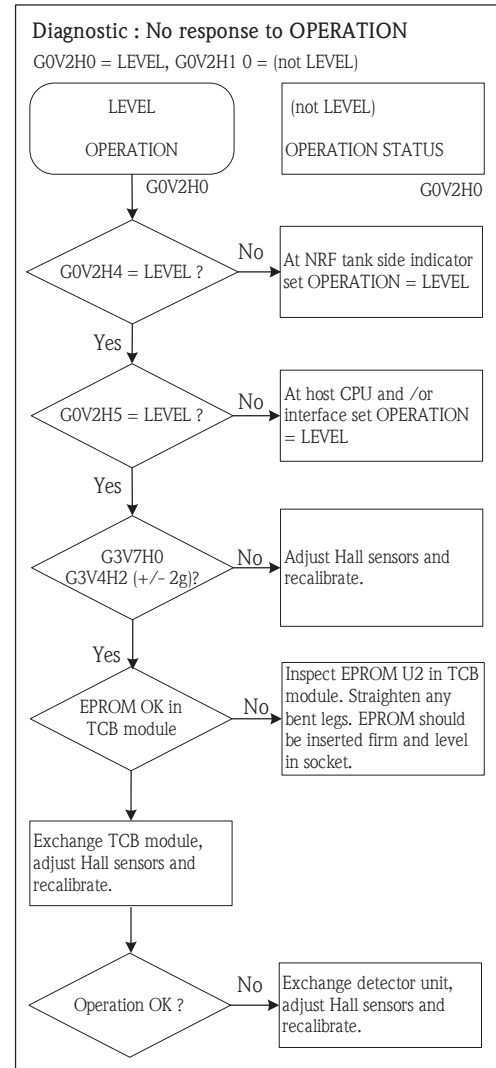 Diagnostic : No response to OPERATION
G0V2H0 = LEVEL, G0V2H1 0 = (not LEVEL)
LEVEL
OPERATION
(not LEVEL)
OPERATION STATUS
G0V2H0
G0V2H0
G0V2H4 = LEVEL ?
No
At NRF tank side indicator
set OPERATION = LEVEL
Yes
G0V2H5 = LEVEL ?
No
At host CPU and /or
interface set OPERATION
= LEVEL
Yes
G3V7H0
G3V4H2 (+/- 2g)?
No
Adjust Hall sensors and
recalibrate.
Yes
EPROM OK in
TCB module
No
Inspect EPROM U2 in TCB
module. Straighten any
bent legs. EPROM should
be inserted firm and level
in socket.
Exchange TCB module,
adjust Hall sensors and
recalibrate.
Operation OK ?
No
Exchange detector unit,
adjust Hall sensors and
recalibrate.